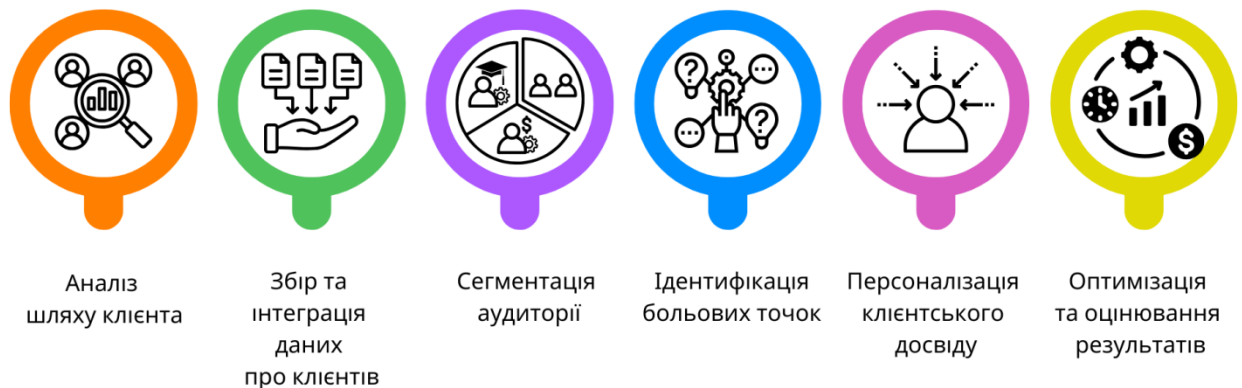 Аналіз
шляху клієнта
Збір та
інтеграція
даних
про клієнтів
Сегментація
аудиторії
Ідентифікація
больових точок
Персоналізація
клієнтського
досвіду
Оптимізація
та оцінювання
результатів